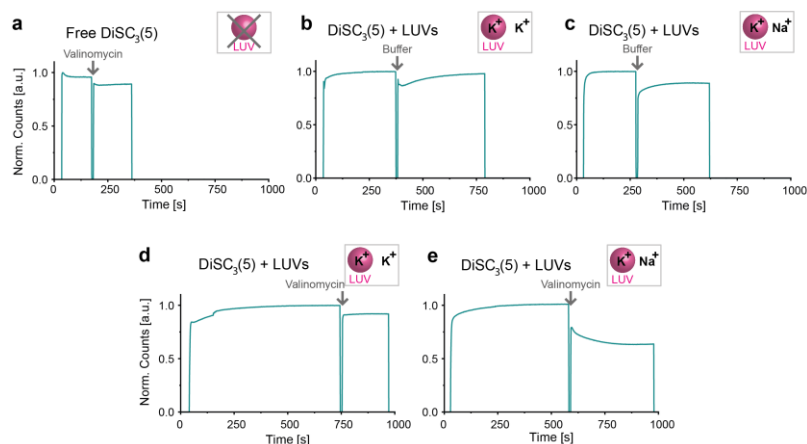 a
Free DiSC3(5)
LUV
Valinomycin
Norm. Counts [a.u.]
1.0
0.5
0.0
0 250 500 750 1000
Time [s]
b
DiSC3(5) + LUVs
K+ K+
LUV
Buffer
1.0
0.5
0.0
0 250 500 750 1000
Time [s]
c
DiSC3(5) + LUVs
K+ Na+
LUV
Buffer
1.0
0.5
0.0
0 250 500 750 1000
Time [s]
d
DiSC3(5) + LUVs
K+ K+
LUV
Valinomycin
Norm. Counts [a.u.]
1.0
0.5
0.0
0 250 500 750 1000
Time [s]
e
DiSC3(5) + LUVs
K+ Na+
LUV
Valinomycin
1.0
0.5
0.0
0 250 500 750 1000
Time [s]